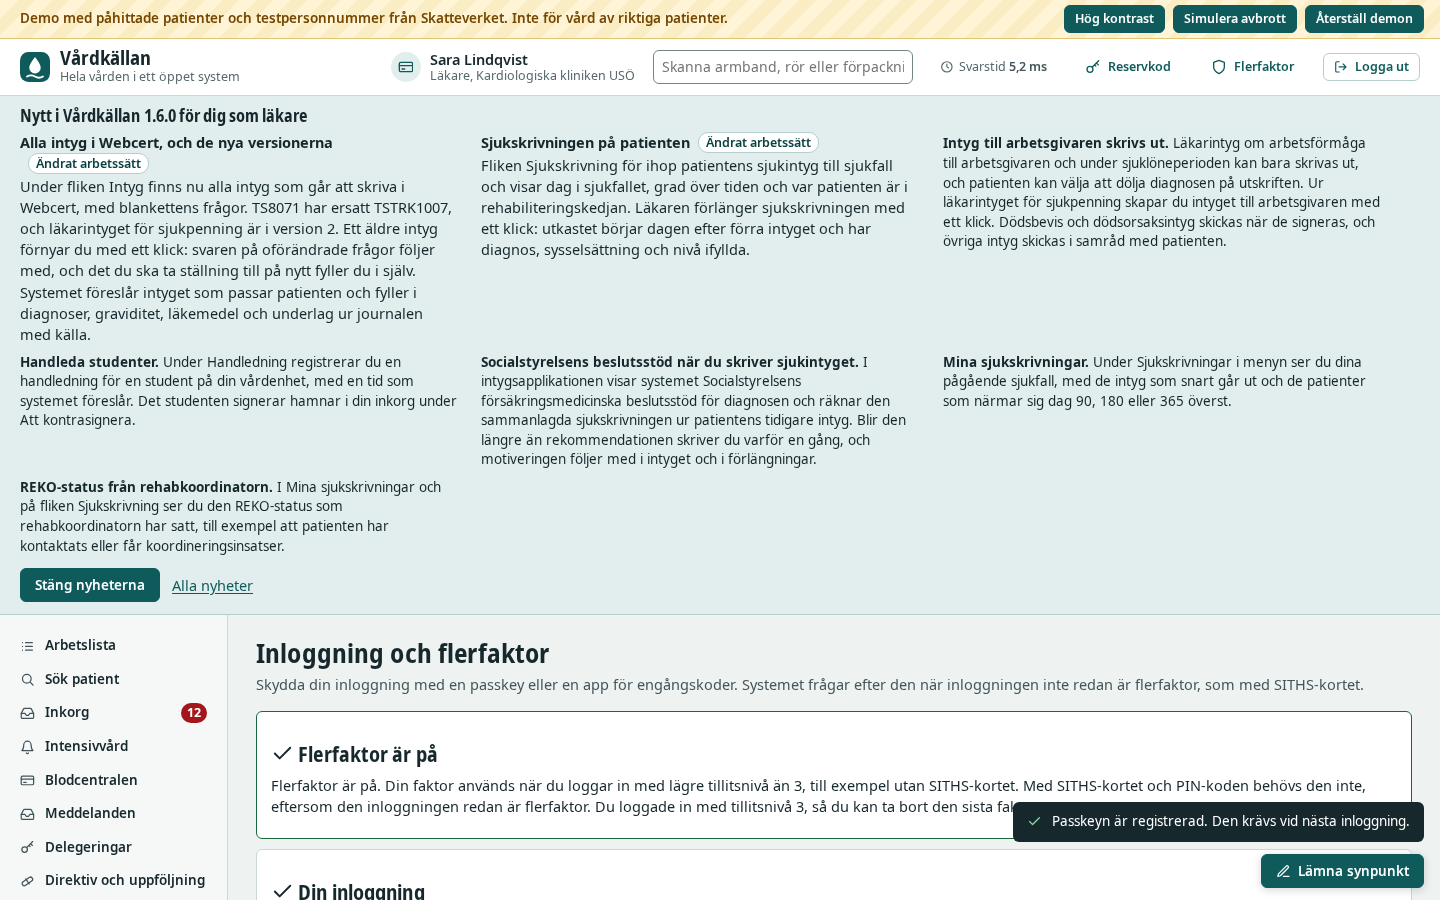 Demo med påhittade patienter och testpersonnummer från Skatteverket. Inte för vård av riktiga patienter.
Hög kontrast
Simulera avbrott
Återställ demon
Vårdkällan
Hela vården i ett öppet system
Sara Lindqvist
Läkare, Kardiologiska kliniken USÖ
Skanna armband, rör eller förpackni
Svarstid 5,2 ms
Reservkod
Flerfaktor
Logga ut
Nytt i Vårdkällan 1.6.0 för dig som läkare
Alla intyg i Webcert, och de nya versionerna
Ändrat arbetssätt
Under fliken Intyg finns nu alla intyg som går att skriva i
Webcert, med blankettens frågor. TS8071 har ersatt TSTRK1007,
och läkarintyget för sjukpenning är i version 2. Ett äldre intyg
förnyar du med ett klick: svaren på oförändrade frågor följer
med, och det du ska ta ställning till på nytt fyller du i själv.
Systemet föreslår intyget som passar patienten och fyller i
diagnoser, graviditet, läkemedel och underlag ur journalen
med källa.
Sjukskrivningen på patienten
Ändrat arbetssätt
Fliken Sjukskrivning för ihop patientens sjukintyg till sjukfall
och visar dag i sjukfallet, grad över tiden och var patienten är i
rehabiliteringskedjan. Läkaren förlänger sjukskrivningen med
ett klick: utkastet börjar dagen efter förra intyget och har
diagnos, sysselsättning och nivå ifyllda.
Intyg till arbetsgivaren skrivs ut. Läkarintyg om arbetsförmåga
till arbetsgivaren och under sjuklöneperioden kan bara skrivas ut,
och patienten kan välja att dölja diagnosen på utskriften. Ur
läkarintyget för sjukpenning skapar du intyget till arbetsgivaren med
ett klick. Dödsbevis och dödsorsaksintyg skickas när de signeras, och
övriga intyg skickas i samråd med patienten.
Handleda studenter. Under Handledning registrerar du en
handledning för en student på din vårdenhet, med en tid som
systemet föreslår. Det studenten signerar hamnar i din inkorg under
Att kontrasignera.
Socialstyrelsens beslutsstöd när du skriver sjukintyget. I
intygsapplikationen visar systemet Socialstyrelsens
försäkringsmedicinska beslutsstöd för diagnosen och räknar den
sammanlagda sjukskrivningen ur patientens tidigare intyg. Blir den
längre än rekommendationen skriver du varför en gång, och
motiveringen följer med i intyget och i förlängningar.
Mina sjukskrivningar. Under Sjukskrivningar i menyn ser du dina
pågående sjukfall, med de intyg som snart går ut och de patienter
som närmar sig dag 90, 180 eller 365 överst.
REKO-status från rehabkoordinatorn. I Mina sjukskrivningar och
på fliken Sjukskrivning ser du den REKO-status som
rehabkoordinatorn har satt, till exempel att patienten har
kontaktats eller får koordineringsinsatser.
Stäng nyheterna
Alla nyheter
Arbetslista
Sök patient
Inkorg
12
Intensivvård
Blodcentralen
Meddelanden
Delegeringar
Direktiv och uppföljning
Inloggning och flerfaktor
Skydda din inloggning med en passkey eller en app för engångskoder. Systemet frågar efter den när inloggningen inte redan är flerfaktor, som med SITHS-kortet.
Flerfaktor är på
Flerfaktor är på. Din faktor används när du loggar in med lägre tillitsnivå än 3, till exempel utan SITHS-kortet. Med SITHS-kortet och PIN-koden behövs den inte,
eftersom den inloggningen redan är flerfaktor. Du loggade in med tillitsnivå 3, så du kan ta bort den sista
Passkeyn är registrerad. Den krävs vid nästa inloggning.
Lämna synpunkt
Din inloggning